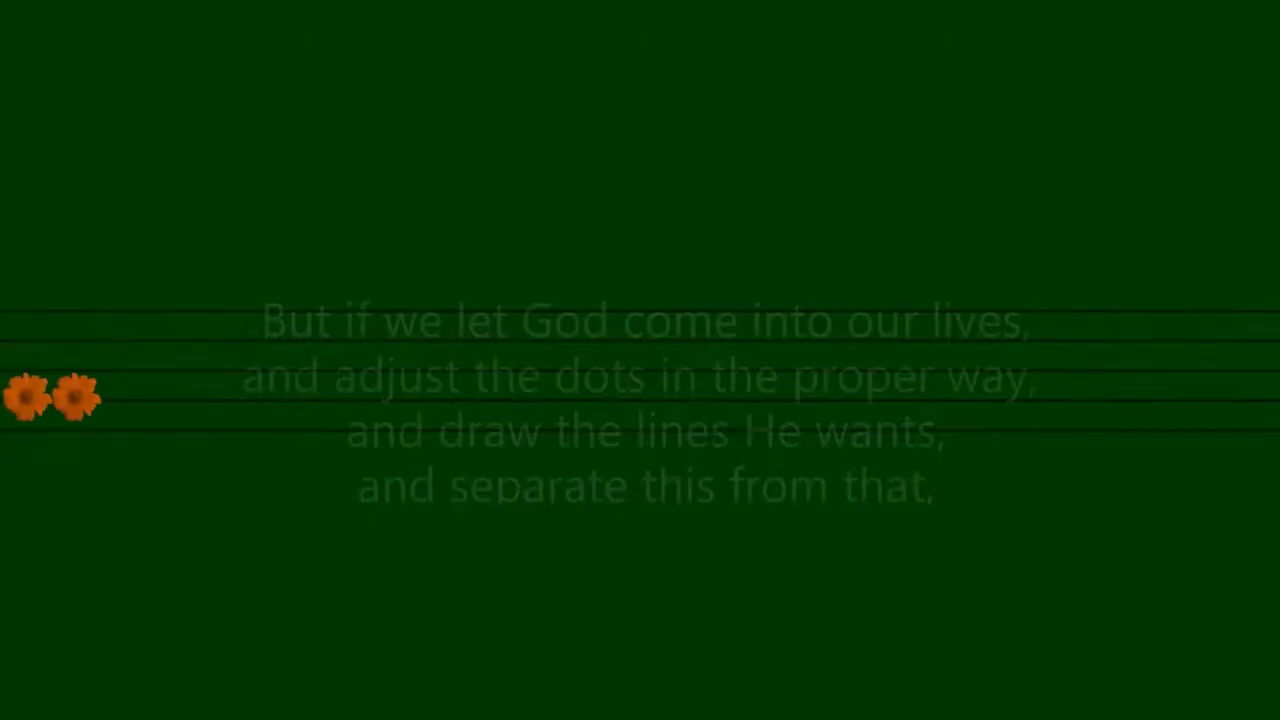 But if we let God come into our lives,
and adjust the dots in the proper way,
and draw the lines He wants,
and separate this from that,